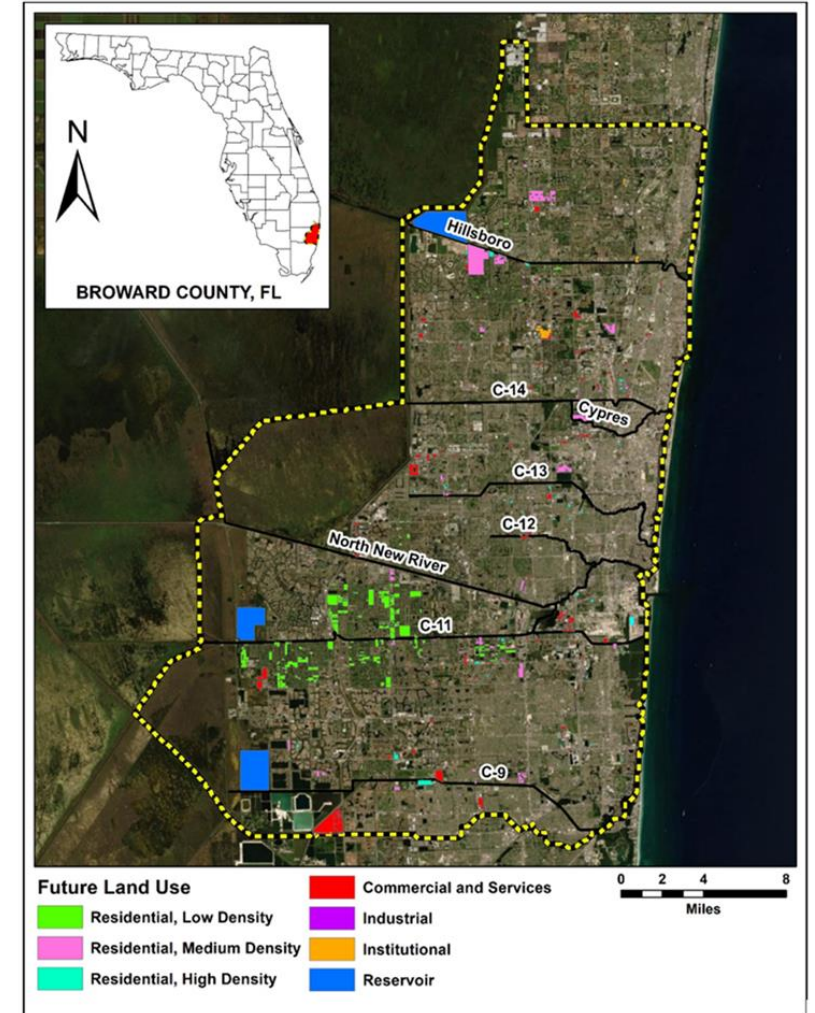 N
BROWARD COUNTY, FL
Hillsboro
C-14
Cypres
C-13
C-12
North New River
C-11
C-9
Future Land Use
Residential, Low Density
Residential, Medium Density
Residential, High Density
Commercial and Services
Industrial
Institutional
Reservoir
0 2 4 8
Miles